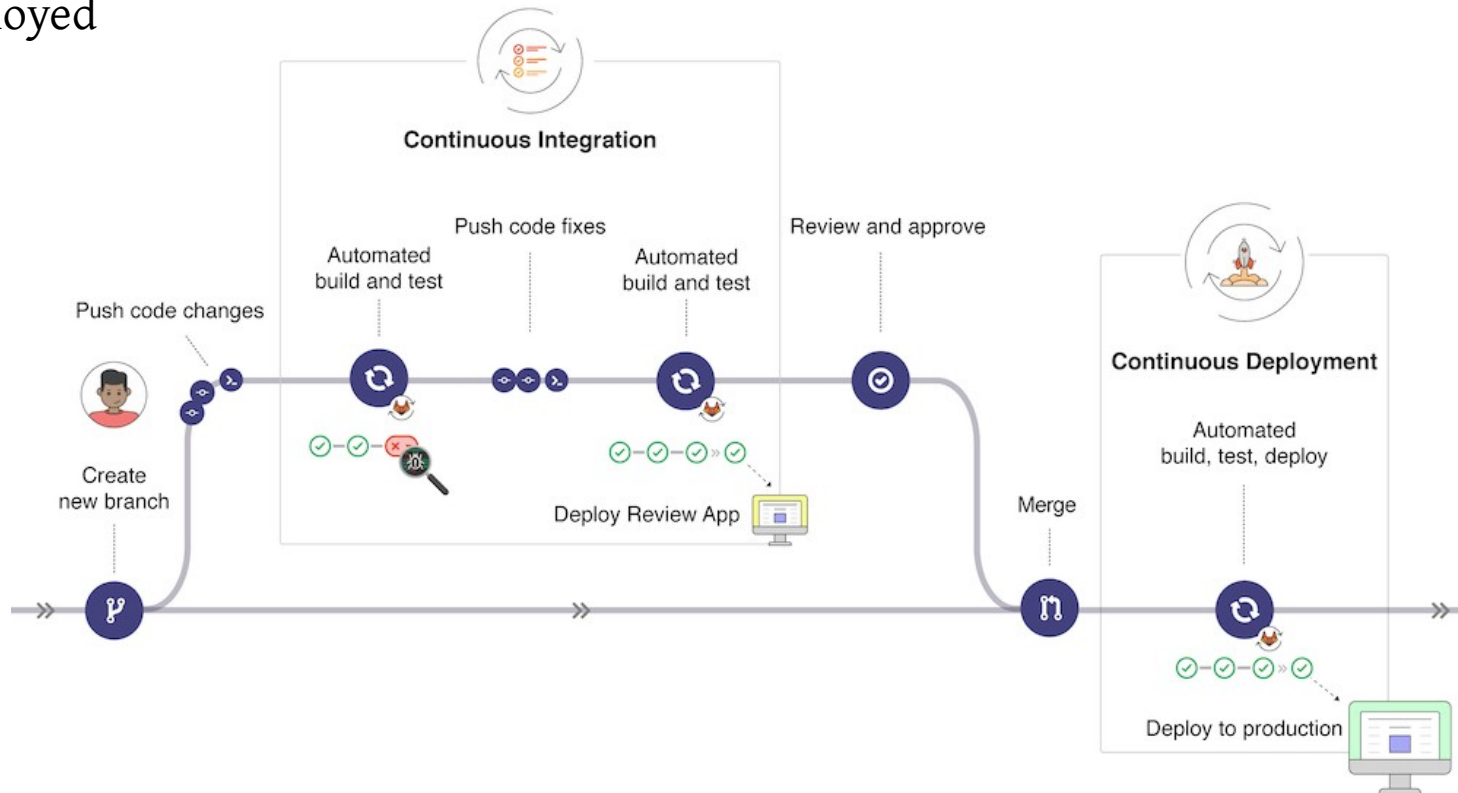 Continuous Integration
Push code fixes
Review and approve
Automated
build and test
Automated
build and test
Push code changes
Continuous Deployment
Automated
build, test, deploy
Create
new branch
Merge
Deploy Review App
Deploy to production